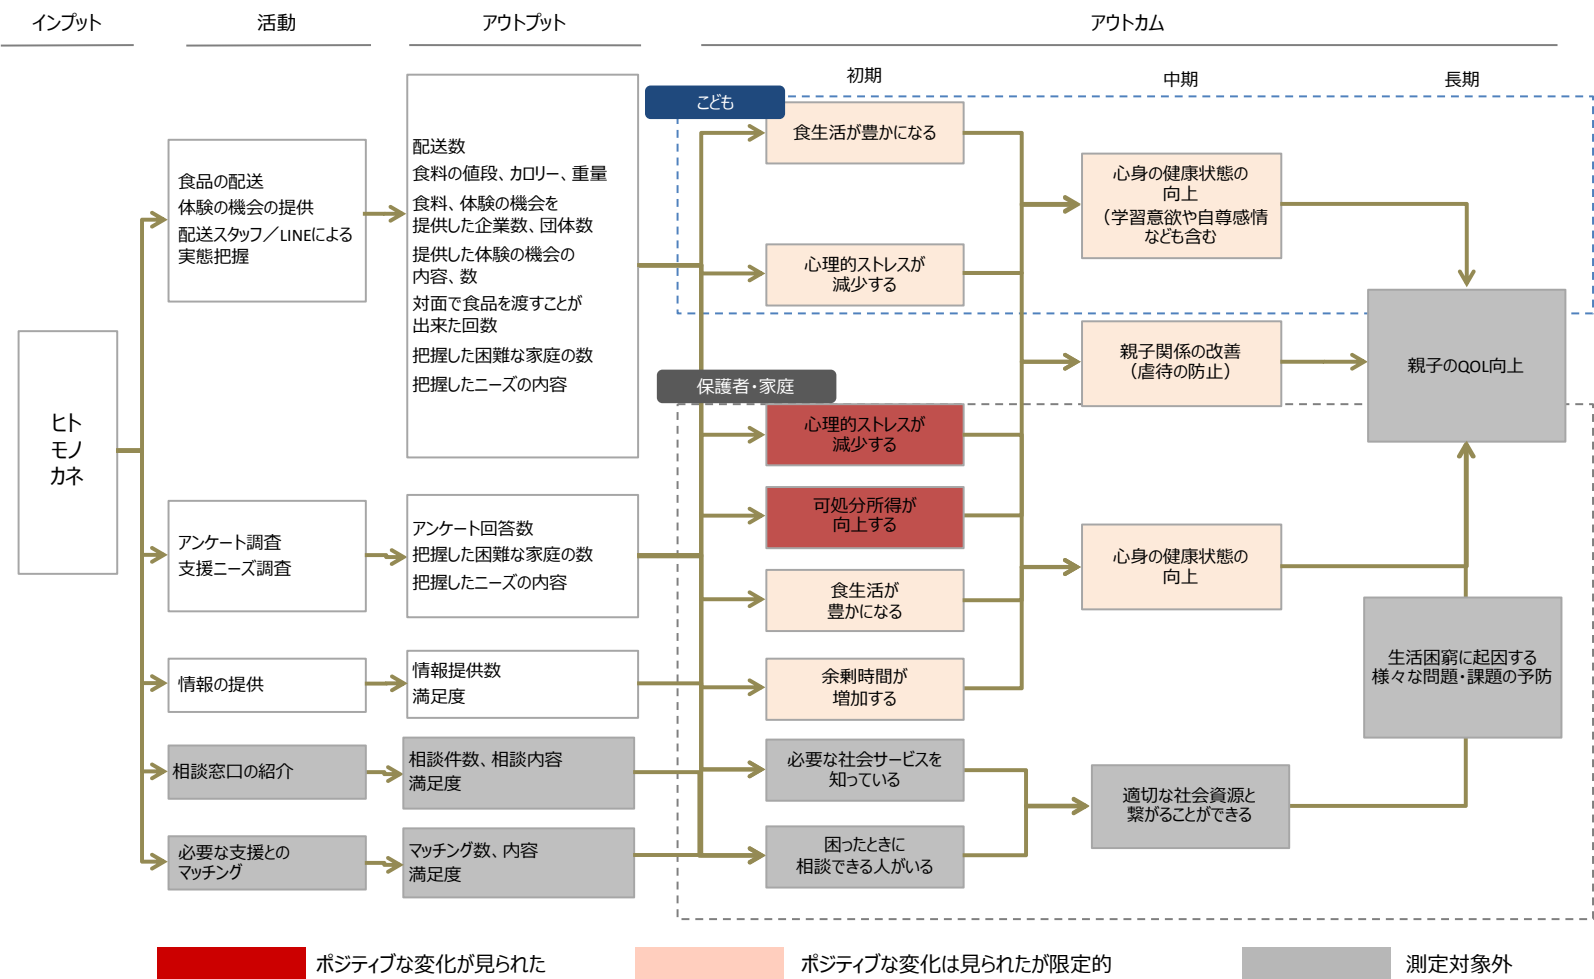 インプット
活動
アウトプット
アウトカム
初期
中期
長期
ヒト
モノ
カネ
食品の配送
体験の機会の提供
配送スタッフ／LINEによる
実態把握
アンケート調査
支援ニーズ調査
情報の提供
相談窓口の紹介
必要な支援との
マッチング
配送数
食料の値段、カロリー、重量
食料、体験の機会を
提供した企業数、団体数
提供した体験の機会の
内容、数
対面で食品を渡すことが
出来た回数
把握した困難な家庭の数
把握したニーズの内容
アンケート回答数
把握した困難な家庭の数
把握したニーズの内容
情報提供数
満足度
相談件数、相談内容
満足度
マッチング数、内容
満足度
こども
食生活が豊かになる
心理的ストレスが
減少する
保護者・家庭
心理的ストレスが
減少する
可処分所得が
向上する
食生活が
豊かになる
余剰時間が
増加する
必要な社会サービスを
知っている
困ったときに
相談できる人がいる
心身の健康状態の
向上
（学習意欲や自尊感情
なども含む
親子関係の改善
（虐待の防止）
心身の健康状態の
向上
適切な社会資源と
繋がることができる
親子のQOL向上
生活困窮に起因する
様々な問題・課題の予防
ポジティブな変化が見られた
ポジティブな変化は見られたが限定的
測定対象外